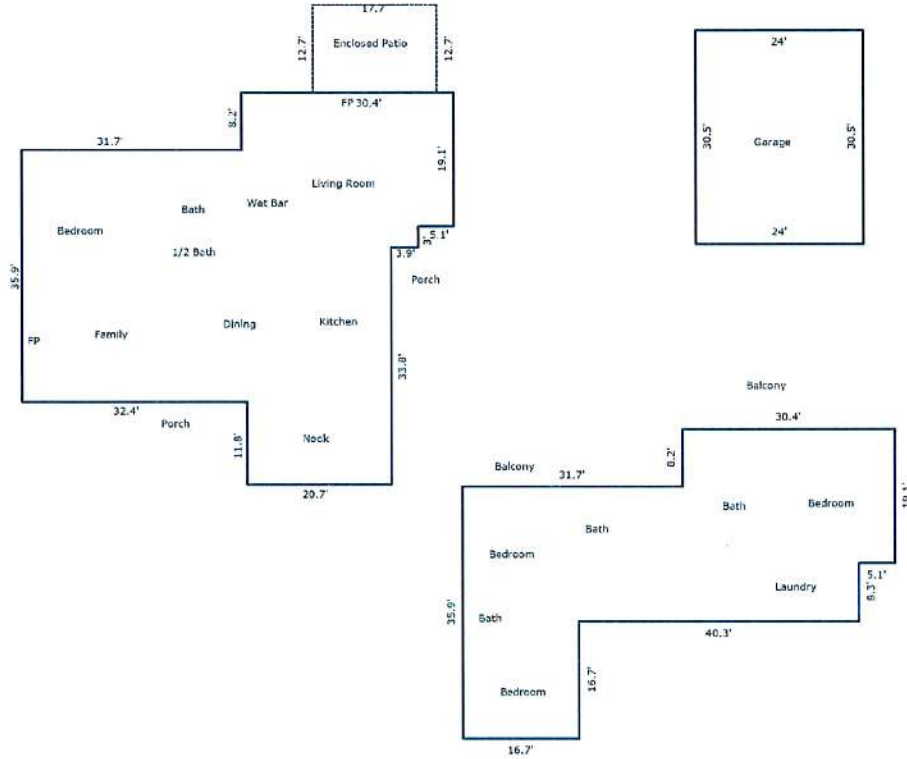 17.7'
12.7'
Enclosed Patio
12.7'
FP 30.4'
8.2'
31.7'
19.1'
Living Room
Wet Bar
Bath
Bedroom
1/2 Bath
5.1'
3'
3.9'
Porch
35.9'
Kitchen
Dining
Family
FP
33.8'
32.4'
Porch
11.8'
Nook
20.7'
24'
30.5'
Garage
30.5'
24'
Balcony
30.4'
8.2'
Balcony
31.7'
19.1'
Bath
Bedroom
Bath
Bedroom
5.1'
8.3'
Laundry
35.9'
Bath
40.3'
16.7'
Bedroom
16.7'